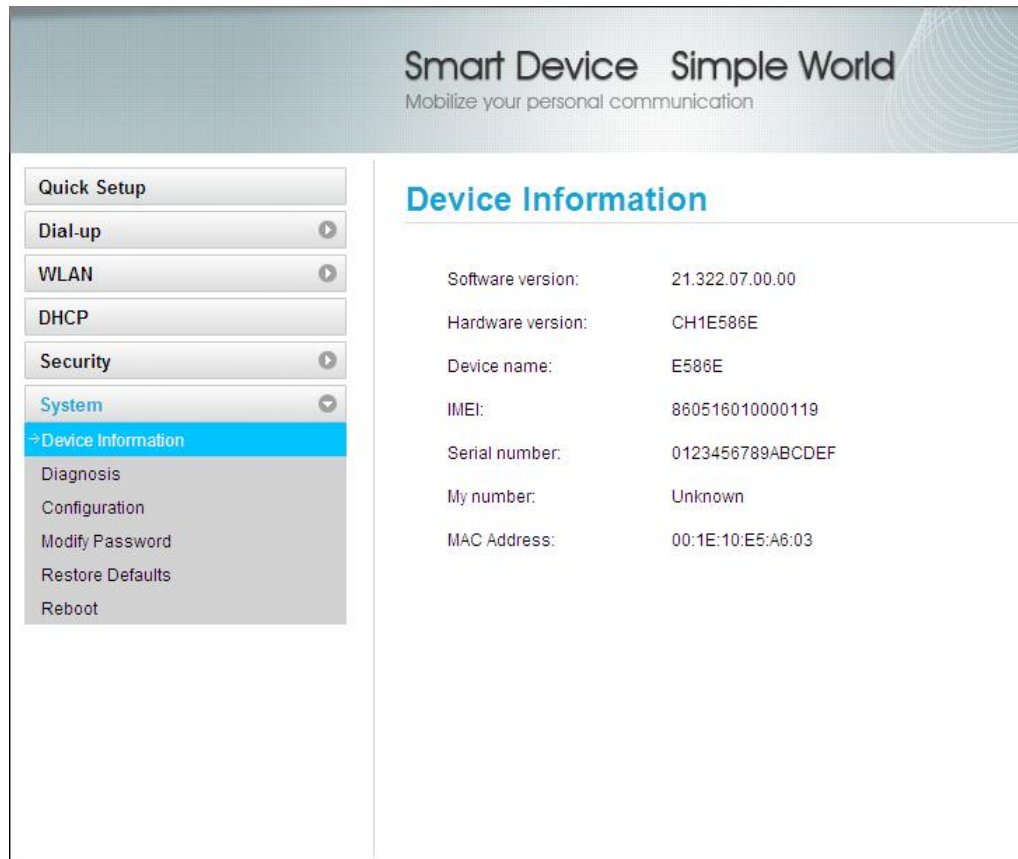 Smart Device Simple World
Mobilize your personal communication
Quick Setup
Dial-up
WLAN
DHCP
Security
System
→Device Information
Diagnosis
Configuration
Modify Password
Restore Defaults
Reboot
Device Information
Software version: 21.322.07.00.00
Hardware version: CH1E586E
Device name: E586E
IMEI: 860516010000119
Serial number: 0123456789ABCDEF
My number: Unknown
MAC Address: 00:1E:10:E5:A6:03